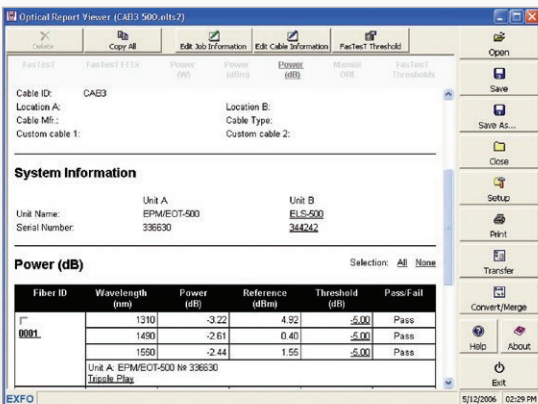 Optical Report Viewer (CAB3 500.olts2)
Delete Copy All Edit Job Information Edit Cable Information FasTesT Threshold
Open
FasTesT FasTesT FTTx Power (W) Power (dBm) Power (dB) Manual ORL FasTesT Thresholds
Save
Cable ID: CAB3
Location A: Location B:
Cable Mfr.: Cable Type:
Custom cable 1: Custom cable 2:
Save As...
Close
System Information
Setup
Unit A Unit B
Unit Name: EPM/EOT-500 ELS-500
Serial Number: 336630 344242
Print
Power (dB) Selection: All None
Transfer
Fiber ID Wavelength (nm) Power (dB) Reference (dBm) Threshold (dB) Pass/Fail
Convert/Merge
1310 -3.22 4.92 -5.00 Pass
0001 1490 -2.61 0.40 -5.00 Pass
Help About
1550 -2.44 1.55 -5.00 Pass
Unit A: EPM/EOT-500 № 336630
Tripple Play
Exit
EXFO 5/12/2006 02:29 PM